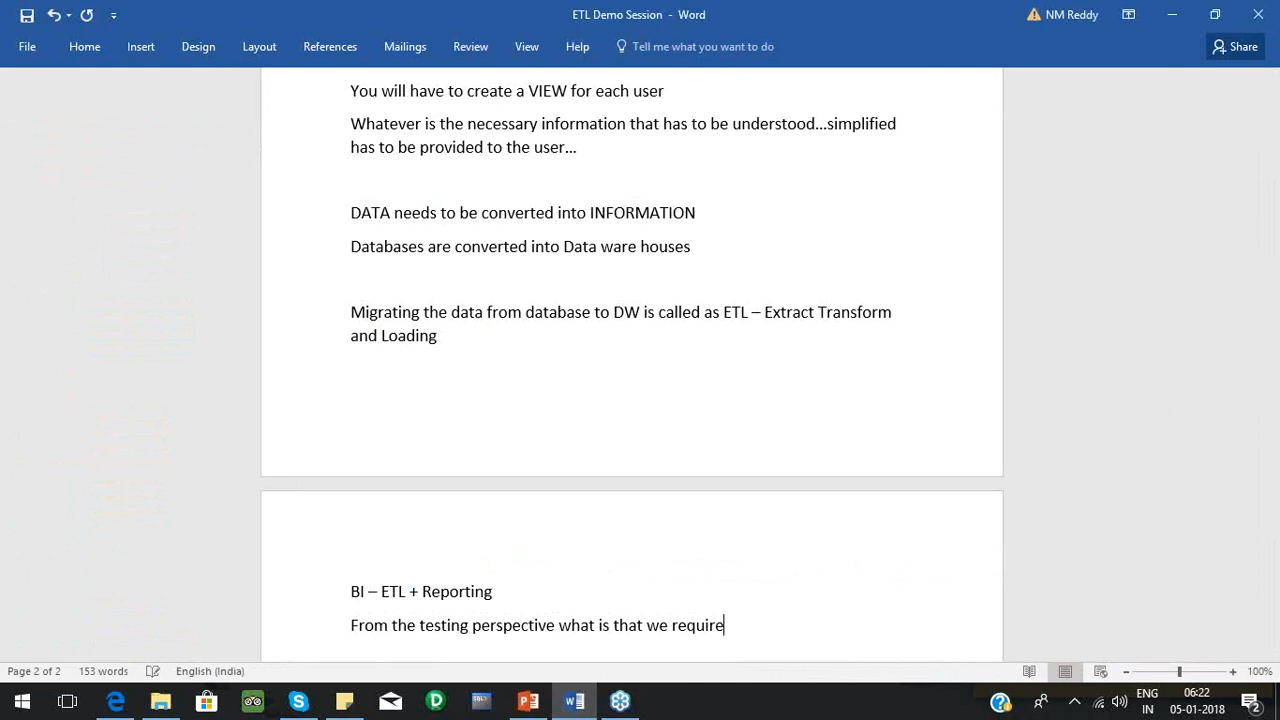 ETL Demo Session - Word
NM Reddy
File Home Insert Design Layout References Mailings Review View Help Tell me what you want to do Share
You will have to create a VIEW for each user
Whatever is the necessary information that has to be understood...simplified
has to be provided to the user...
DATA needs to be converted into INFORMATION
Databases are converted into Data ware houses
Migrating the data from database to DW is called as ETL – Extract Transform
and Loading
BI – ETL + Reporting
From the testing perspective what is that we require
Page 2 of 2 153 words English (India) 100%
ENG 06:22
IN 05-01-2018 2